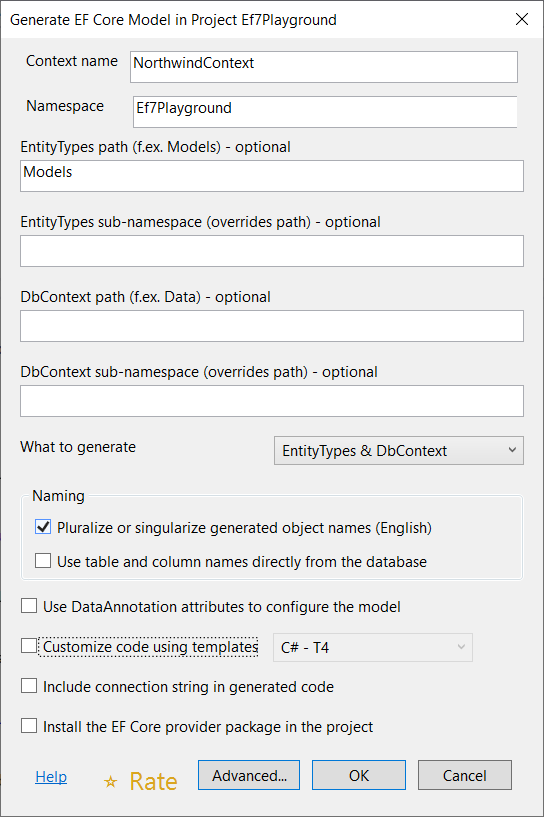 Generate EF Core Model in Project Ef7Playground
Context name NorthwindContext
Namespace Ef7Playground
EntityTypes path (f.ex. Models) - optional
Models
EntityTypes sub-namespace (overrides path) - optional
DbContext path (f.ex. Data) - optional
DbContext sub-namespace (overrides path) - optional
What to generate EntityTypes & DbContext
Naming
Pluralize or singularize generated object names (English)
Use table and column names directly from the database
Use DataAnnotation attributes to configure the model
Customize code using templates C# - T4
Include connection string in generated code
Install the EF Core provider package in the project
Help Rate Advanced... OK Cancel